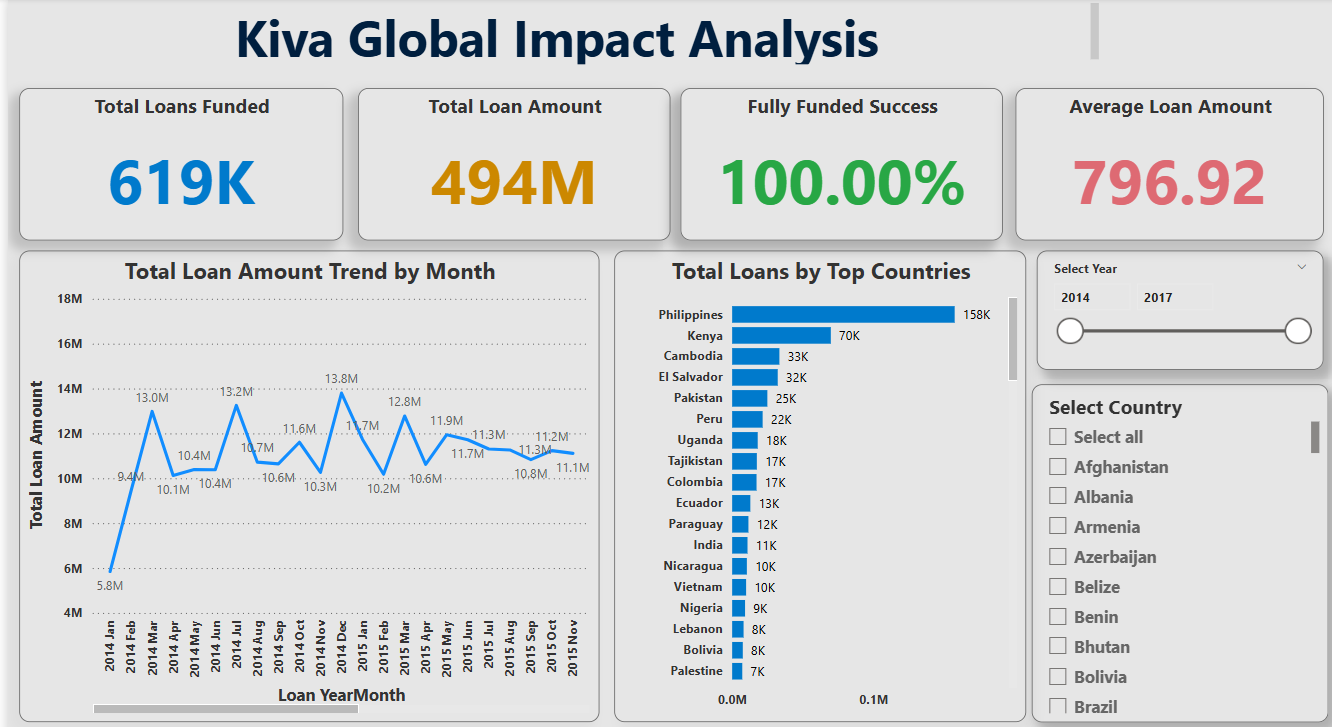 Kiva Global Impact Analysis
Total Loans Funded
619K
Total Loan Amount
494M
Fully Funded Success
100.00%
Average Loan Amount
796.92
Total Loan Amount Trend by Month
Total Loan Amount
18M
16M
14M
12M
10M
8M
6M
4M
5.8M
9.4M
13.0M
10.1M
10.4M
10.4M
13.2M
10.7M
10.6M
11.6M
10.3M
13.8M
11.7M
10.2M
12.8M
10.6M
11.9M
11.7M
11.3M
11.3M
10.8M
11.2M
11.1M
2014 Jan
2014 Feb
2014 Mar
2014 Apr
2014 May
2014 Jun
2014 Jul
2014 Aug
2014 Sep
2014 Oct
2014 Nov
2014 Dec
2015 Jan
2015 Feb
2015 Mar
2015 Apr
2015 May
2015 Jun
2015 Jul
2015 Aug
2015 Sep
2015 Oct
2015 Nov
Loan YearMonth
Total Loans by Top Countries
Philippines 158K
Kenya 70K
Cambodia 33K
El Salvador 32K
Pakistan 25K
Peru 22K
Uganda 18K
Tajikistan 17K
Colombia 17K
Ecuador 13K
Paraguay 12K
India 11K
Nicaragua 10K
Vietnam 10K
Nigeria 9K
Lebanon 8K
Bolivia 8K
Palestine 7K
0.0M 0.1M
Select Year
2014 2017
Select Country
Select all
Afghanistan
Albania
Armenia
Azerbaijan
Belize
Benin
Bhutan
Bolivia
Brazil